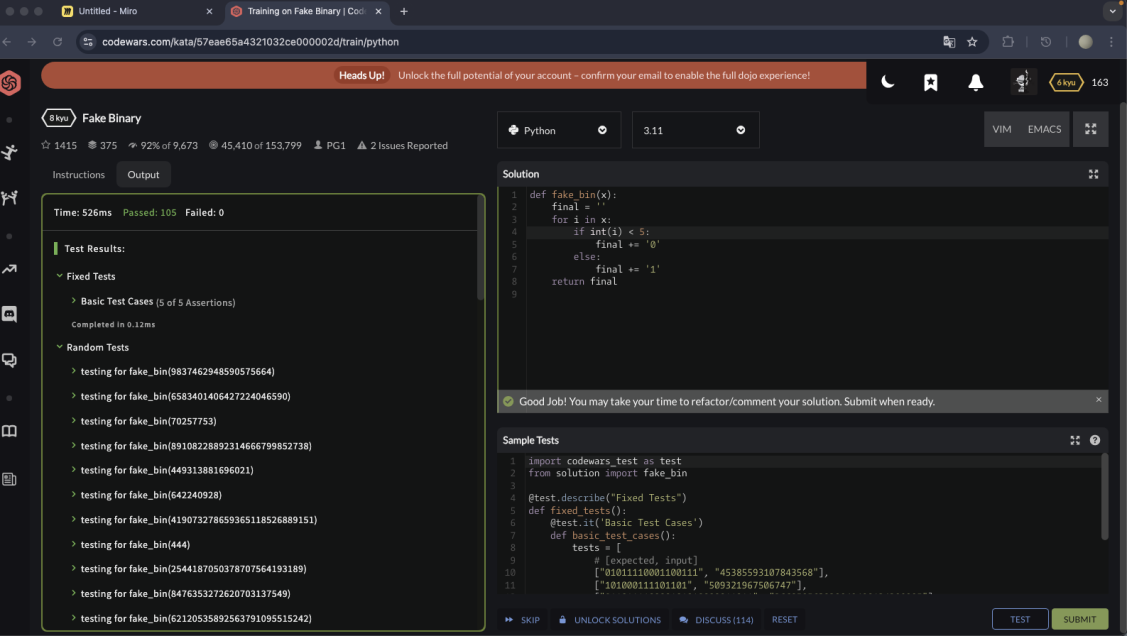 Untitled - Miro
Training on Fake Binary | Code
codewars.com/kata/57eae65a4321032ce000002d/train/python
Heads Up! Unlock the full potential of your account – confirm your email to enable the full dojo experience!
6 kyu 163
8 kyu Fake Binary
1415 375 92% of 9,673 45,410 of 153,799 PG1 2 Issues Reported
Instructions Output
Time: 526ms Passed: 105 Failed: 0
Test Results:
Fixed Tests
Basic Test Cases (5 of 5 Assertions)
Completed in 0.12ms
Random Tests
testing for fake_bin(9837462948590575664)
testing for fake_bin(6583401406427224046590)
testing for fake_bin(70257753)
testing for fake_bin(89108228892314666799852738)
testing for fake_bin(449313881696021)
testing for fake_bin(642240928)
testing for fake_bin(419073278659365118526889151)
testing for fake_bin(444)
testing for fake_bin(2544187050378707564193189)
testing for fake_bin(8476353272620703137549)
testing for fake_bin(62120535892563791095515242)
Python
3.11
VIM EMACS
Solution
1 def fake_bin(x):
2 final = ''
3 for i in x:
4 if int(i) < 5:
5 final += '0'
6 else:
7 final += '1'
8 return final
9
Good Job! You may take your time to refactor/comment your solution. Submit when ready.
Sample Tests
1 import codewars_test as test
2 from solution import fake_bin
3
4 @test.describe("Fixed Tests")
5 def fixed_tests():
6 @test.it('Basic Test Cases')
7 def basic_test_cases():
8 tests = [
9 # [expected, input]
10 ["01011110001100111", "45385593107843568"],
11 ["101000111101101", "509321967506747"],
SKIP UNLOCK SOLUTIONS DISCUSS (114) RESET
TEST SUBMIT